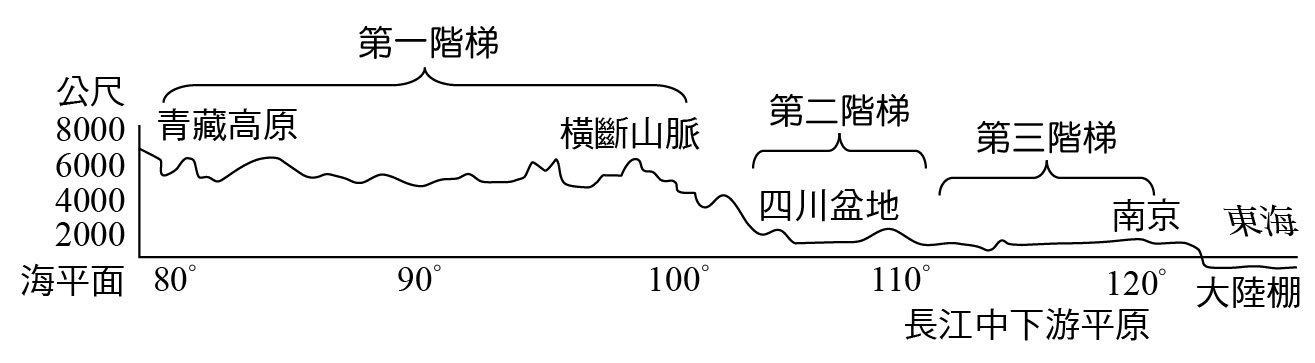 第一階梯
公尺
8000
6000
4000
2000
海平面
青藏高原
橫斷山脈
第二階梯
第三階梯
四川盆地
南京
東海
80°
90°
100°
110°
120°
大陸棚
長江中下游平原